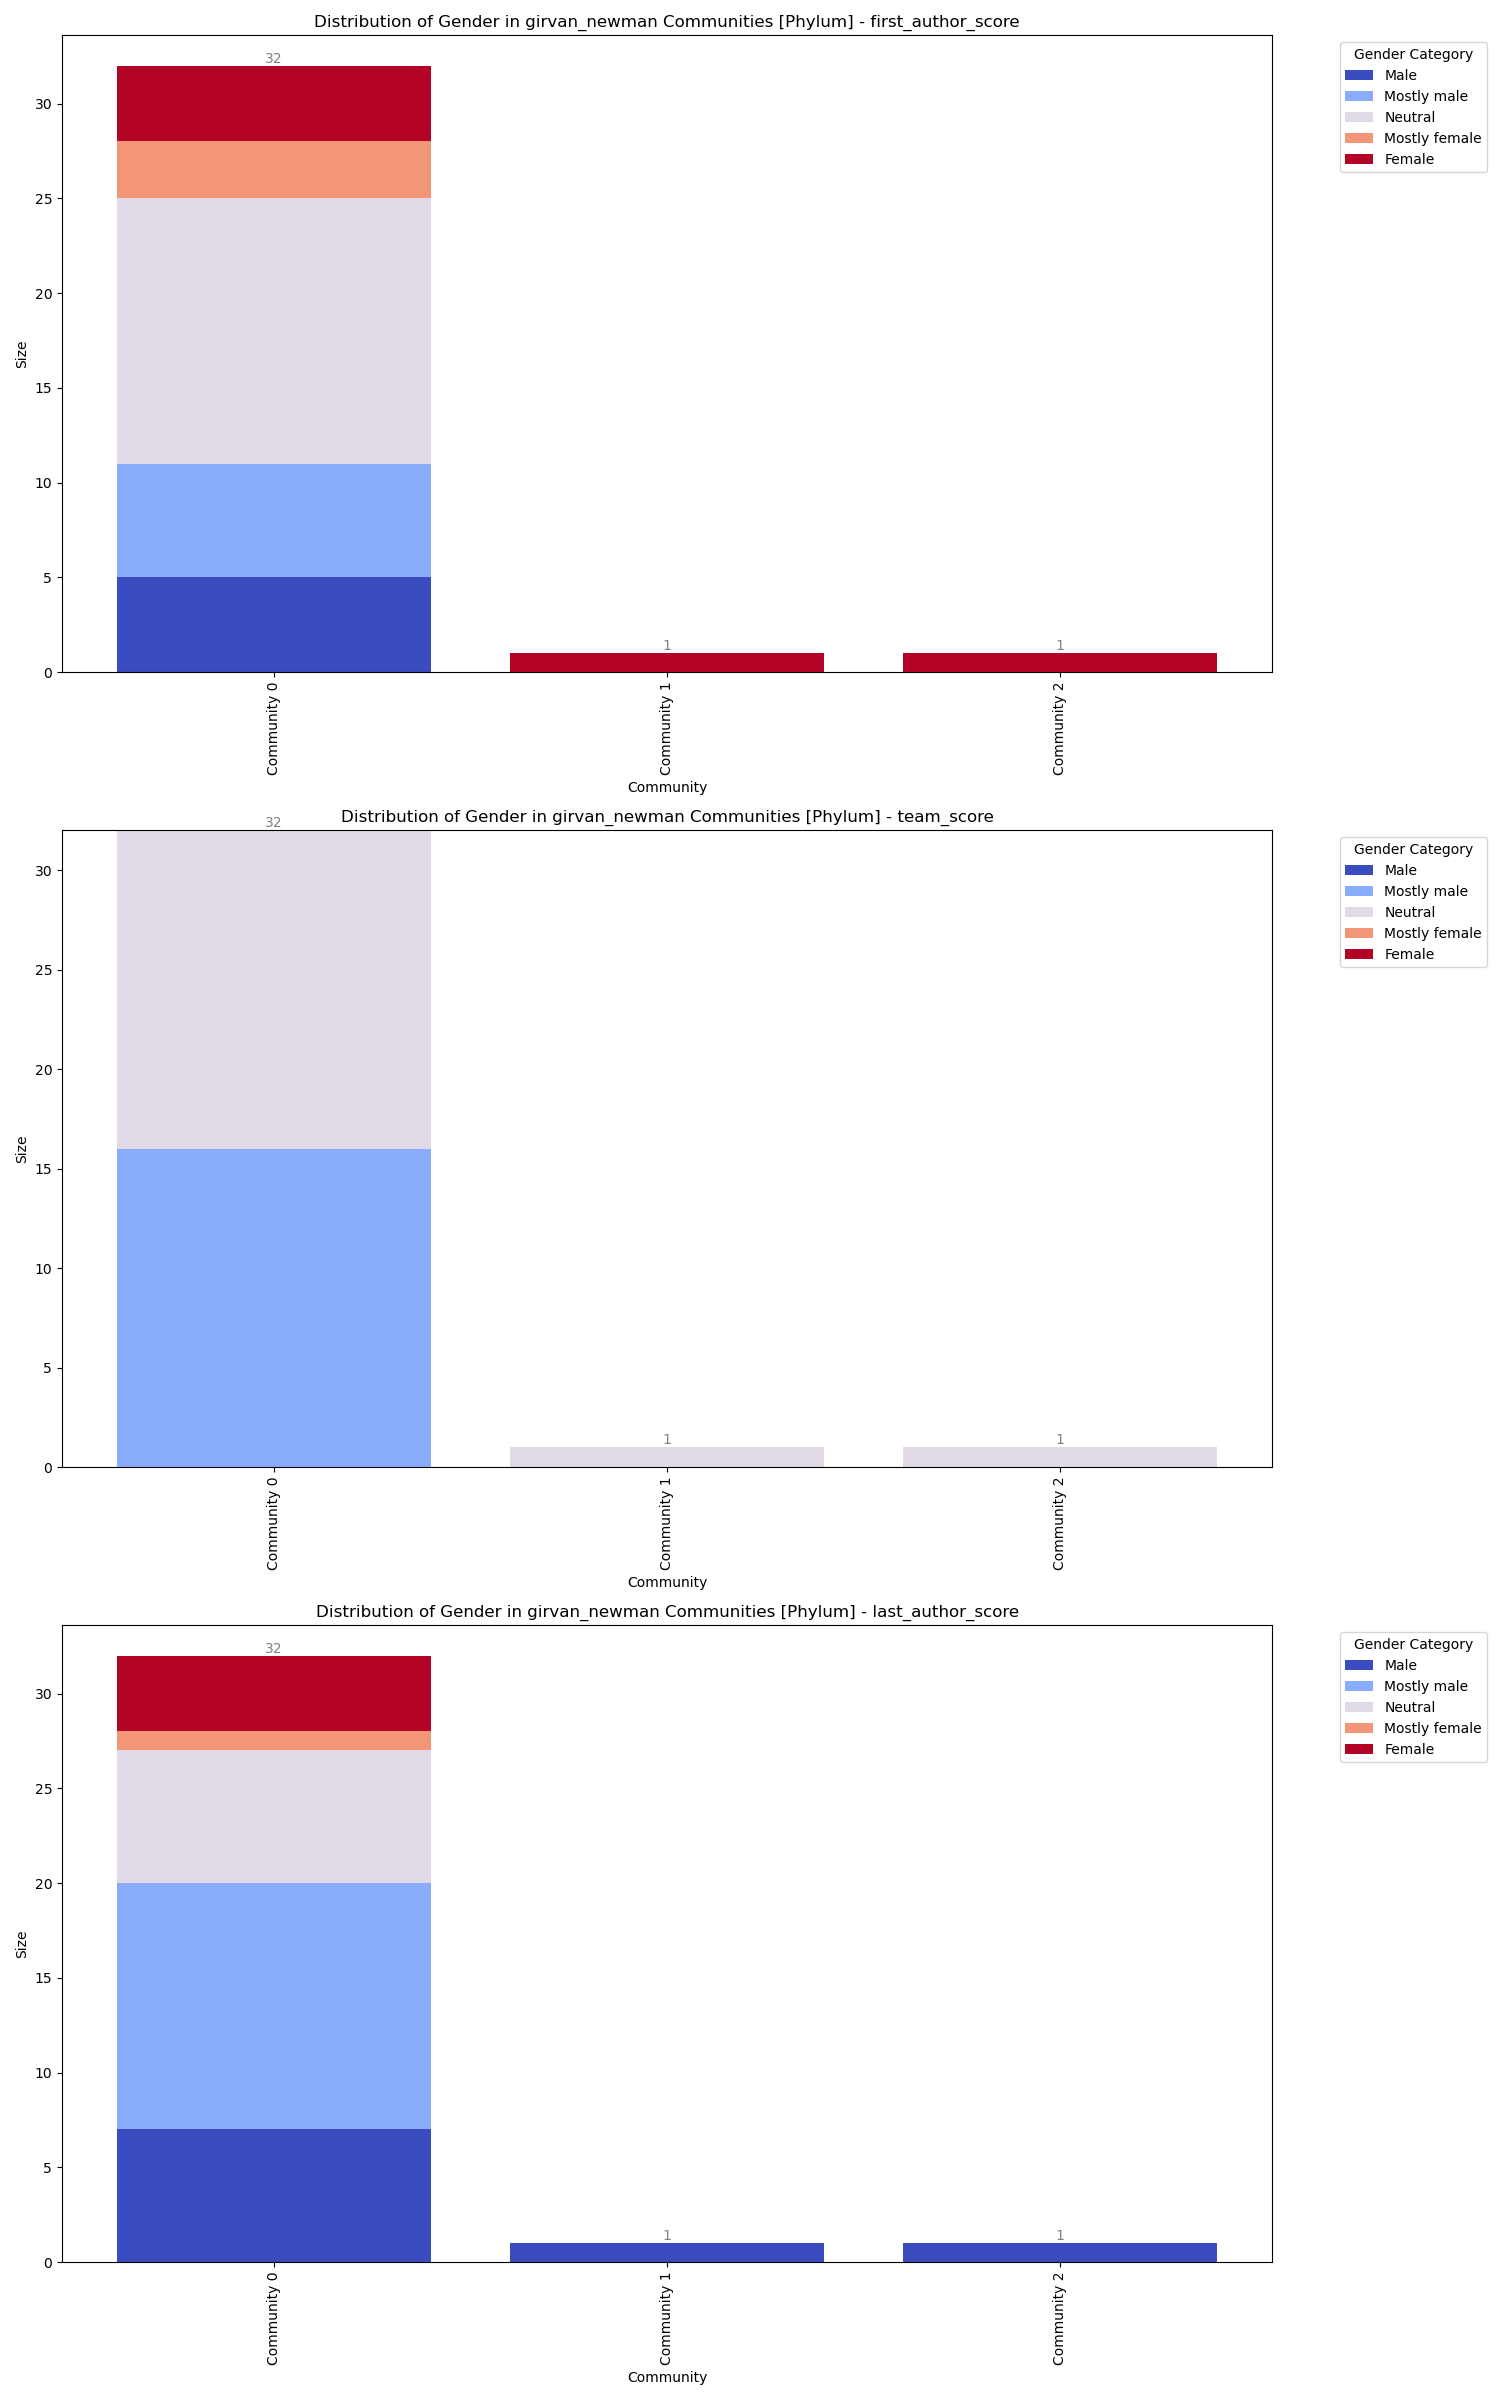 Distribution of Gender in girvan_newman Communities [Phylum] - first_author_score
32
Gender Category
Male
Mostly male
Neutral
Mostly female
Female
30
25
20
15
10
5
0
Size
1
1
Community 0
Community 1
Community 2
Community
Distribution of Gender in girvan_newman Communities [Phylum] - team_score
32
Gender Category
Male
Mostly male
Neutral
Mostly female
Female
30
25
20
15
10
5
0
Size
1
1
Community 0
Community 1
Community 2
Community
Distribution of Gender in girvan_newman Communities [Phylum] - last_author_score
32
Gender Category
Male
Mostly male
Neutral
Mostly female
Female
30
25
20
15
10
5
0
Size
1
1
Community 0
Community 1
Community 2
Community